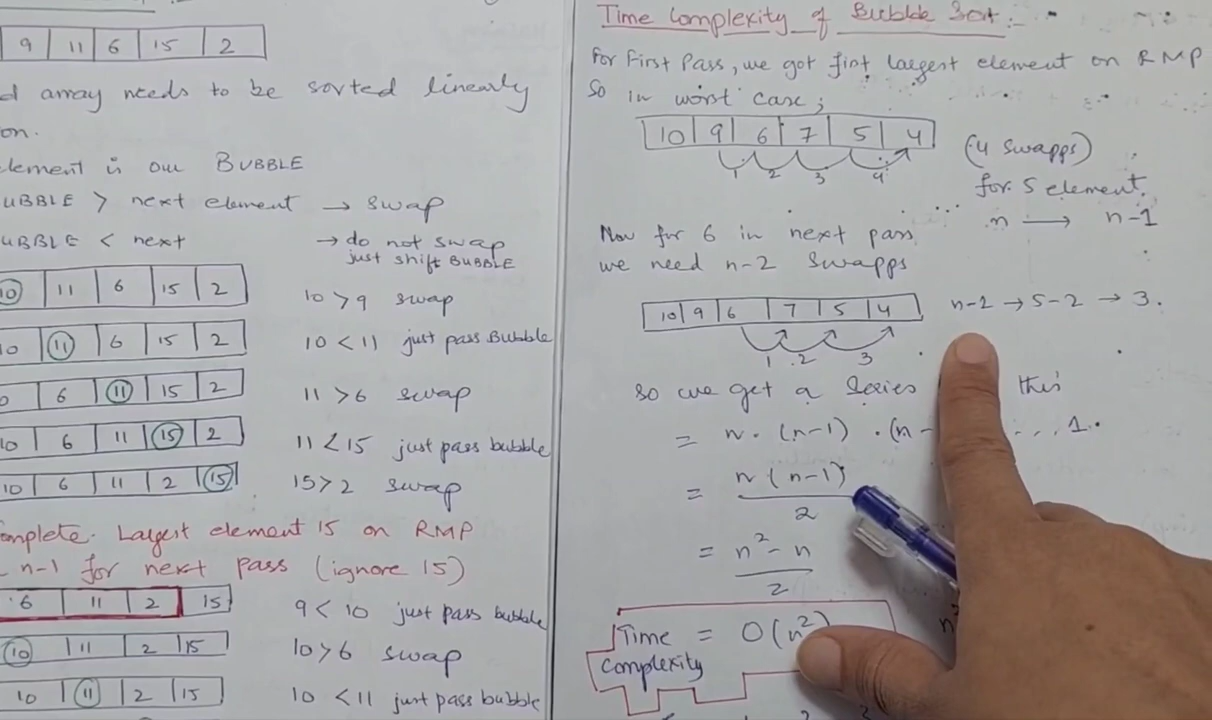 9 11 6 15 2
d array needs to be sorted linearly
on.
lement is our BUBBLE
UBBLE > next element → swap
UBBLE < next → do not swap
just shift BUBBLE
10 11 6 15 2 10 > 9 swap
10 11 6 15 2 10 < 11 just pass Bubble
6 11 15 2 11 > 6 swap
10 6 11 15 2 11 < 15 just pass bubble
10 6 11 2 15 15 > 2 swap
omplete. Largest element 15 on RMP
n-1 for next pass (ignore 15)
6 11 2 15 9 < 10 just pass bubble
10 11 2 15 10 > 6 swap
10 11 2 15 10 < 11 just pass bubble
Time Complexity of Bubble Sort :-
For First Pass, we got first largest element on RMP
So in worst case ;
10 9 6 7 5 4
1 2 3 4
(4 swapps)
for 5 element.
n → n-1
Now for 6 in next pass
we need n-2 swapps
10 9 6 7 5 4 n-2 → 5-2 → 3.
1 2 3
so we get a Series this
= n. (n-1) .(n- ... 1.
= n (n-1)
2
= n² - n
2
Time = O(n²)
Complexity